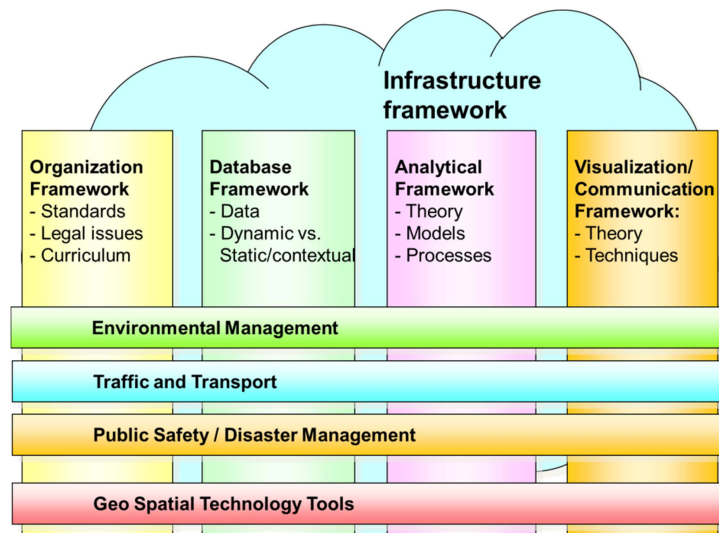 Infrastructure
framework
Organization
Framework
- Standards
- Legal issues
- Curriculum
Database
Framework
- Data
- Dynamic vs.
Static/contextual
Analytical
Framework
- Theory
- Models
- Processes
Visualization/
Communication
Framework:
- Theory
- Techniques
Environmental Management
Traffic and Transport
Public Safety / Disaster Management
Geo Spatial Technology Tools